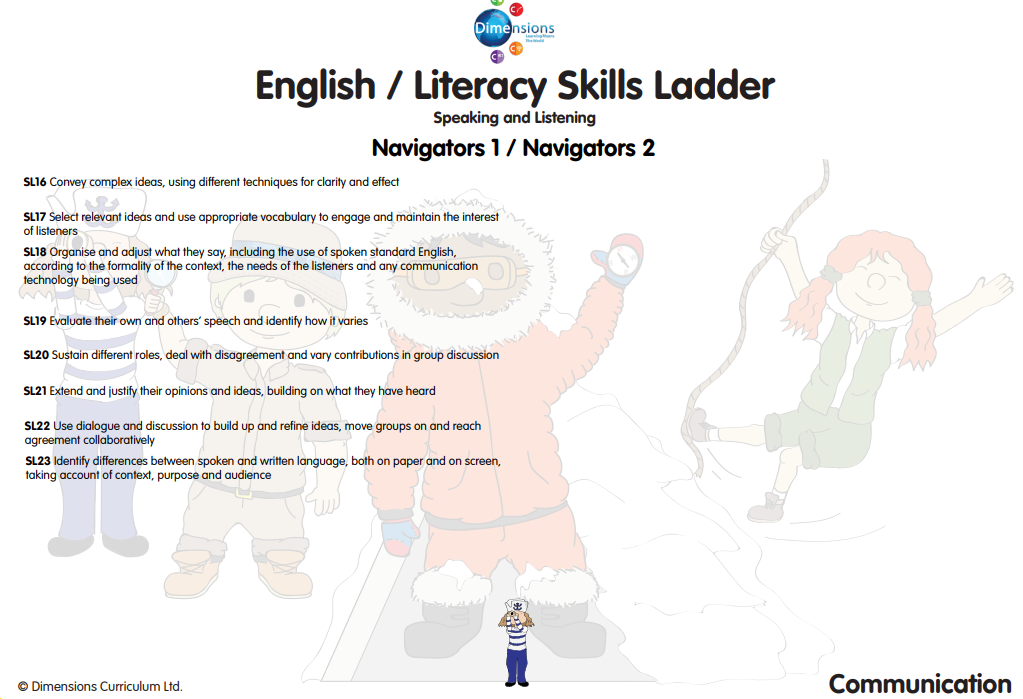 Dimensions
Learning Means
The World
English / Literacy Skills Ladder
Speaking and Listening
Navigators 1 / Navigators 2
SL16 Convey complex ideas, using different techniques for clarity and effect
SL17 Select relevant ideas and use appropriate vocabulary to engage and maintain the interest
of listeners
SL18 Organise and adjust what they say, including the use of spoken standard English,
according to the formality of the context, the needs of the listeners and any communication
technology being used
SL19 Evaluate their own and others’ speech and identify how it varies
SL20 Sustain different roles, deal with disagreement and vary contributions in group discussion
SL21 Extend and justify their opinions and ideas, building on what they have heard
SL22 Use dialogue and discussion to build up and refine ideas, move groups on and reach
agreement collaboratively
SL23 Identify differences between spoken and written language, both on paper and on screen,
taking account of context, purpose and audience
© Dimensions Curriculum Ltd.
Communication